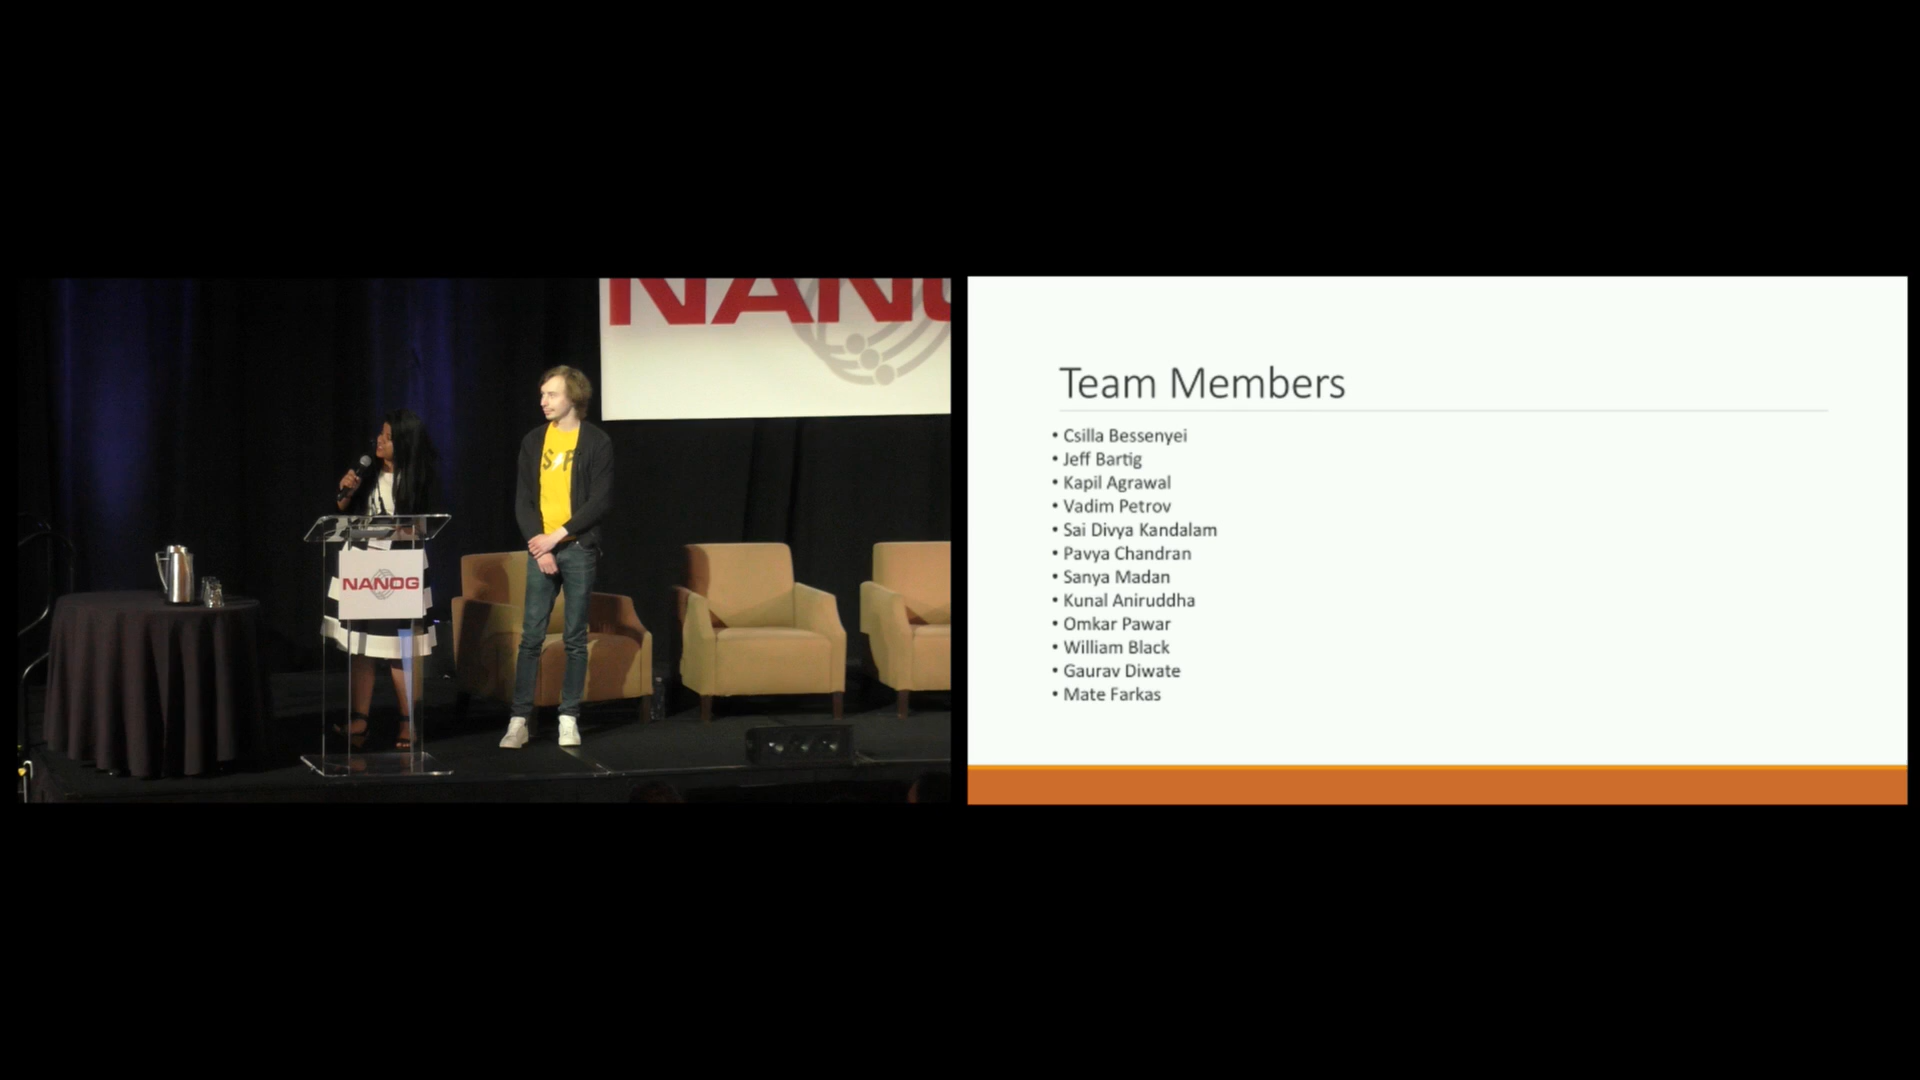 NANO
S
P
NANOG
Team Members
• Csilla Bessenyei
• Jeff Bartig
• Kapil Agrawal
• Vadim Petrov
• Sai Divya Kandalam
• Pavya Chandran
• Sanya Madan
• Kunal Aniruddha
• Omkar Pawar
• William Black
• Gaurav Diwate
• Mate Farkas